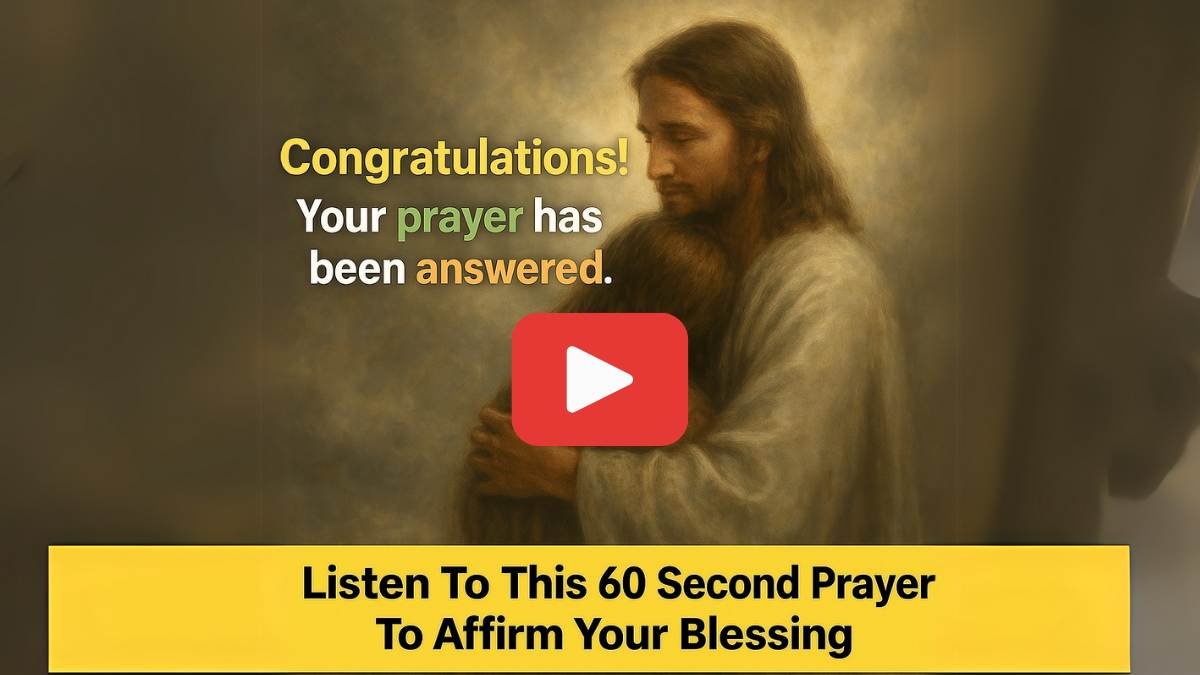 Congratulations!
Your prayer has
been answered.
Listen To This 60 Second Prayer
To Affirm Your Blessing